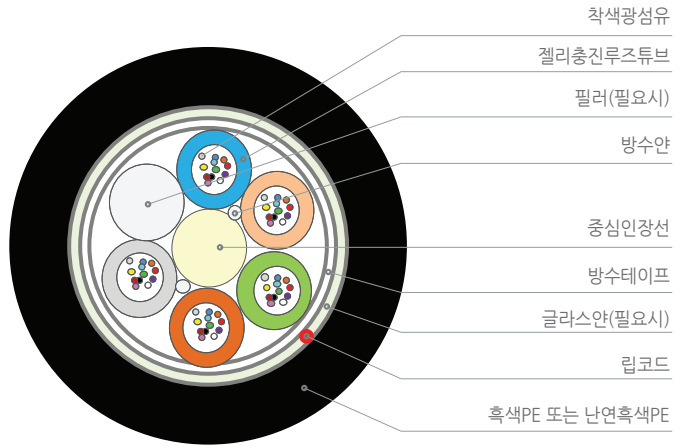 착색광섬유
젤리충진루즈튜브
필러(필요시)
방수얀
중심인장선
방수테이프
글라스얀(필요시)
립코드
흑색PE 또는 난연흑색PE